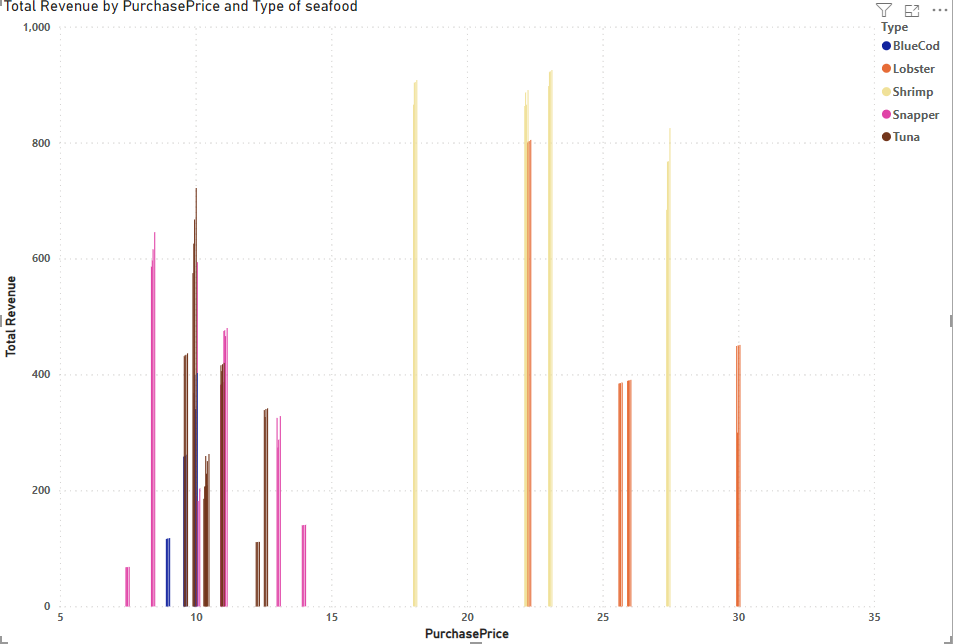 Total Revenue by PurchasePrice and Type of seafood
Type
BlueCod
Lobster
Shrimp
Snapper
Tuna
1,000
800
600
400
200
0
Total Revenue
5 10 15 20 25 30 35
PurchasePrice